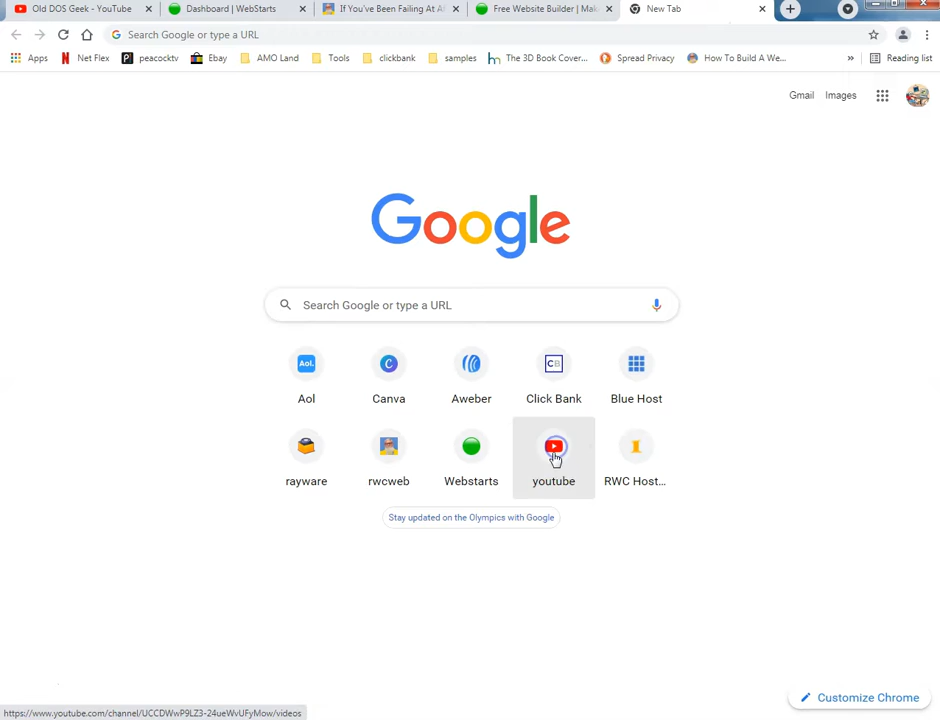 Old DOS Geek - YouTube
Dashboard | WebStarts
If You've Been Failing At Af
Free Website Builder | Mak
New Tab
Search Google or type a URL
Apps
Net Flex
peacocktv
Ebay
AMO Land
Tools
clickbank
samples
The 3D Book Cover...
Spread Privacy
How To Build A We...
»
Reading list
Gmail Images
Google
Search Google or type a URL
Aol.
C
CB
Aol Canva Aweber Click Bank Blue Host
rayware rwcweb Webstarts youtube RWC Host...
Stay updated on the Olympics with Google
Customize Chrome
https://www.youtube.com/channel/UCCDWwP9LZ3-24ueWvUFyMow/videos